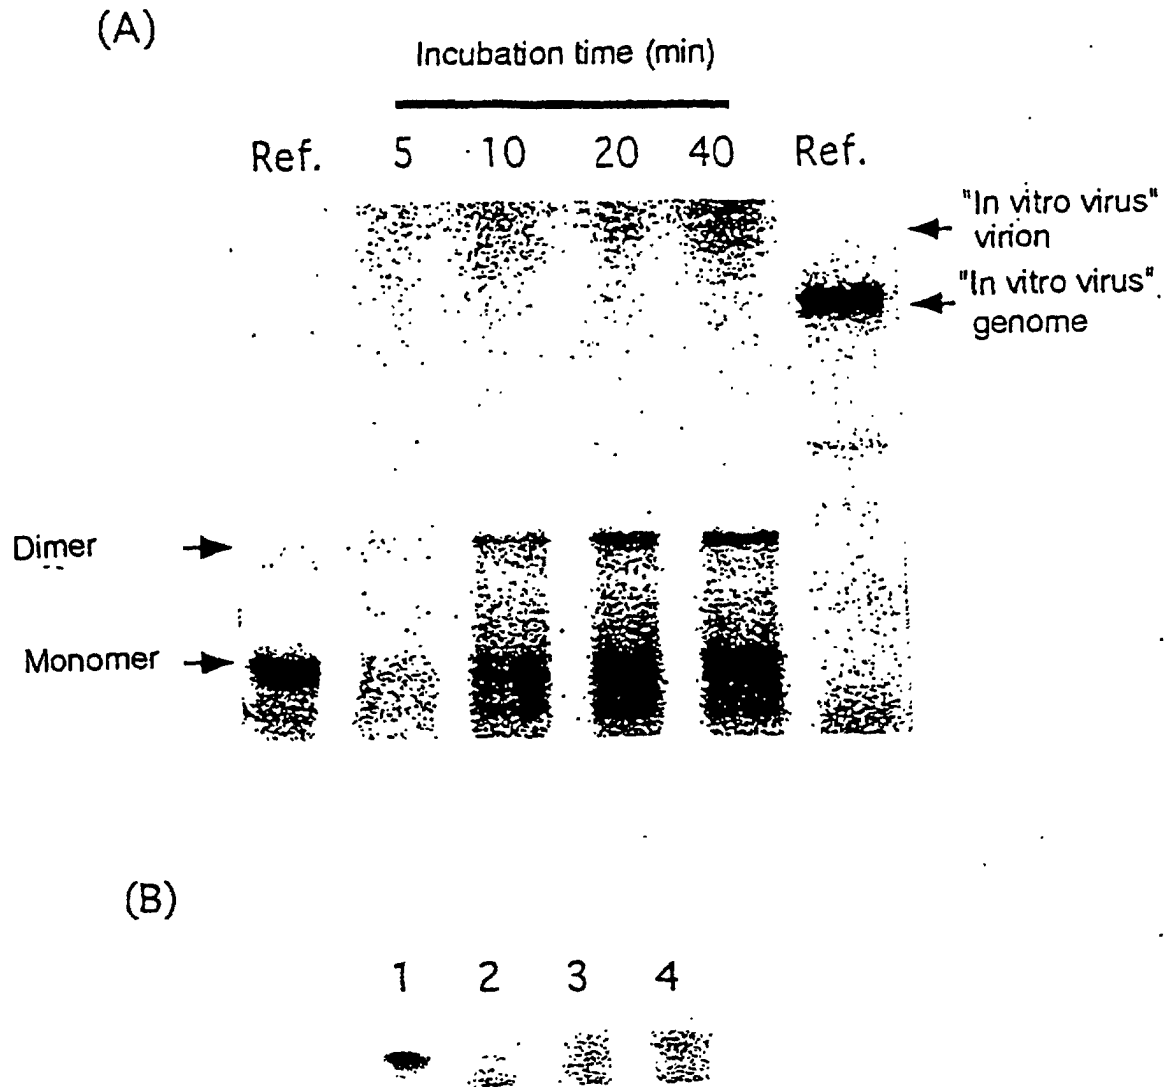 (A)
Incubation time (min)
Ref. 5 10 20 40 Ref.
"In vitro virus"
virion
"In vitro virus"
genome
Dimer
Monomer
(B)
1 2 3 4